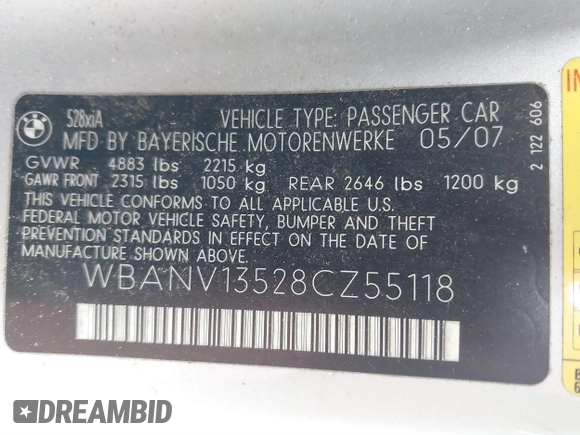 BMW
528xiA
VEHICLE TYPE: PASSENGER CAR
MFD BY BAYERISCHE MOTORENWERKE 05/07
GVWR 4883 lbs 2215 kg
GAWR FRONT 2315 lbs 1050 kg REAR 2646 lbs 1200 kg
THIS VEHICLE CONFORMS TO ALL APPLICABLE U.S.
FEDERAL MOTOR VEHICLE SAFETY, BUMPER AND THEFT
PREVENTION STANDARDS IN EFFECT ON THE DATE OF
MANUFACTURE SHOWN ABOVE.
WBANV13528CZ55118
2 122 606
DREAMBID